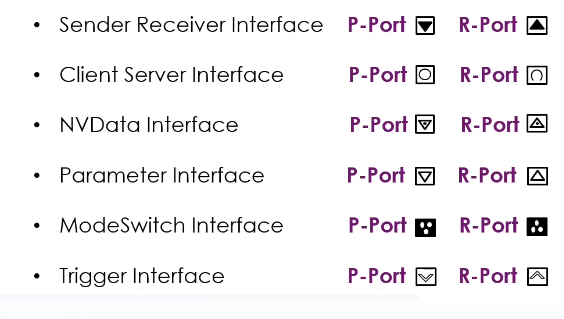 • Sender Receiver Interface P-Port R-Port
• Client Server Interface P-Port R-Port
• NVData Interface P-Port R-Port
• Parameter Interface P-Port R-Port
• ModeSwitch Interface P-Port R-Port
• Trigger Interface P-Port R-Port